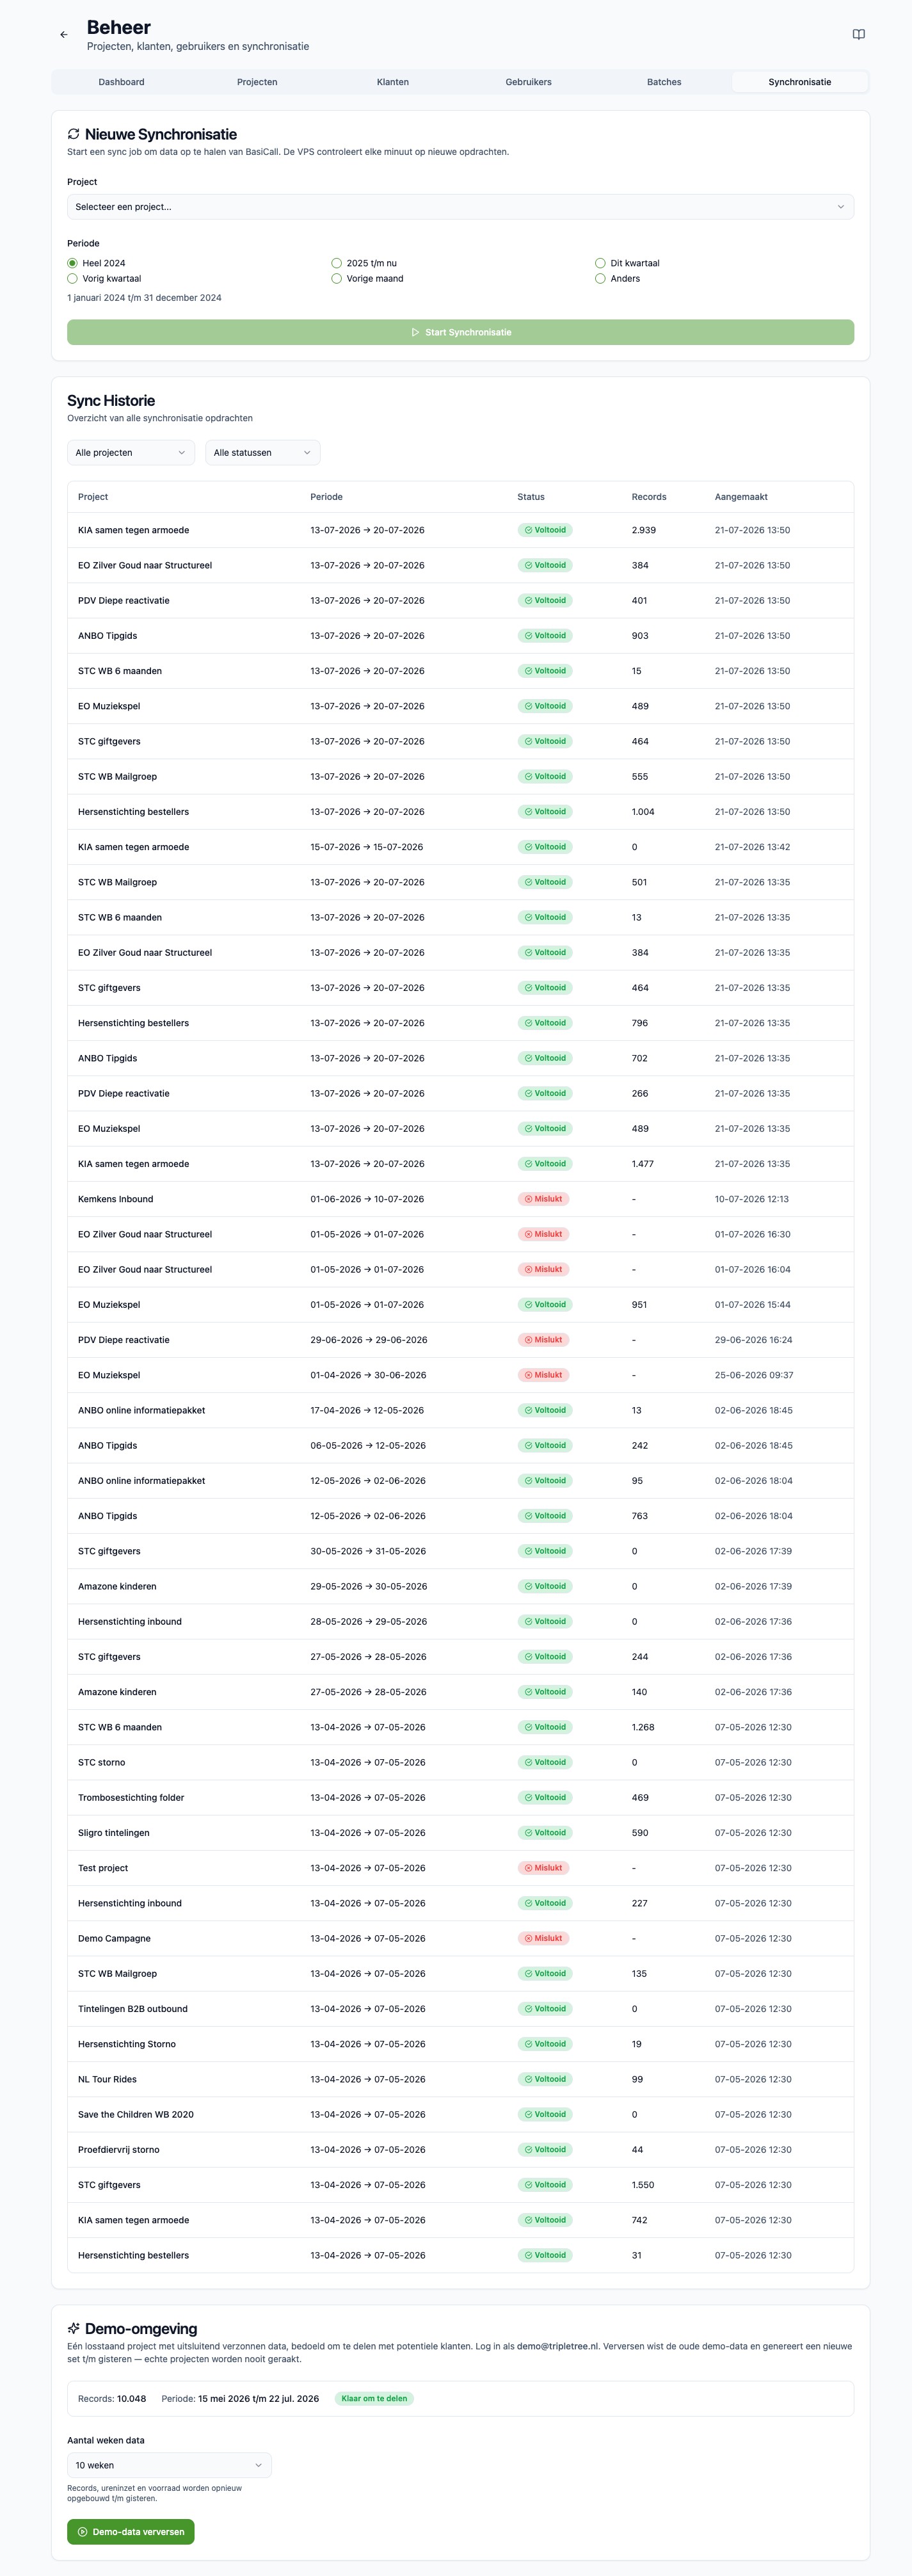 Beheer
Projecten, klanten, gebruikers en synchronisatie
Dashboard Projecten Klanten Gebruikers Batches Synchronisatie
Nieuwe Synchronisatie
Start een sync job om data op te halen van BasiCall. De VPS controleert elke minuut op nieuwe opdrachten.
Project
Selecteer een project...
Periode
Heel 2024 2025 t/m nu Dit kwartaal
Vorig kwartaal Vorige maand Anders
1 januari 2024 t/m 31 december 2024
Start Synchronisatie
Sync Historie
Overzicht van alle synchronisatie opdrachten
Alle projecten Alle statussen
Project Periode Status Records Aangemaakt
KIA samen tegen armoede 13-07-2026 → 20-07-2026 Voltooid 2.939 21-07-2026 13:50
EO Zilver Goud naar Structureel 13-07-2026 → 20-07-2026 Voltooid 384 21-07-2026 13:50
PDV Diepe reactivatie 13-07-2026 → 20-07-2026 Voltooid 401 21-07-2026 13:50
ANBO Tipgids 13-07-2026 → 20-07-2026 Voltooid 903 21-07-2026 13:50
STC WB 6 maanden 13-07-2026 → 20-07-2026 Voltooid 15 21-07-2026 13:50
EO Muziekspel 13-07-2026 → 20-07-2026 Voltooid 489 21-07-2026 13:50
STC giftgevers 13-07-2026 → 20-07-2026 Voltooid 464 21-07-2026 13:50
STC WB Mailgroep 13-07-2026 → 20-07-2026 Voltooid 555 21-07-2026 13:50
Hersenstichting bestellers 13-07-2026 → 20-07-2026 Voltooid 1.004 21-07-2026 13:50
KIA samen tegen armoede 15-07-2026 → 15-07-2026 Voltooid 0 21-07-2026 13:42
STC WB Mailgroep 13-07-2026 → 20-07-2026 Voltooid 501 21-07-2026 13:35
STC WB 6 maanden 13-07-2026 → 20-07-2026 Voltooid 13 21-07-2026 13:35
EO Zilver Goud naar Structureel 13-07-2026 → 20-07-2026 Voltooid 384 21-07-2026 13:35
STC giftgevers 13-07-2026 → 20-07-2026 Voltooid 464 21-07-2026 13:35
Hersenstichting bestellers 13-07-2026 → 20-07-2026 Voltooid 796 21-07-2026 13:35
ANBO Tipgids 13-07-2026 → 20-07-2026 Voltooid 702 21-07-2026 13:35
PDV Diepe reactivatie 13-07-2026 → 20-07-2026 Voltooid 266 21-07-2026 13:35
EO Muziekspel 13-07-2026 → 20-07-2026 Voltooid 489 21-07-2026 13:35
KIA samen tegen armoede 13-07-2026 → 20-07-2026 Voltooid 1.477 21-07-2026 13:35
Kemkens Inbound 01-06-2026 → 10-07-2026 Mislukt - 10-07-2026 12:13
EO Zilver Goud naar Structureel 01-05-2026 → 01-07-2026 Mislukt - 01-07-2026 16:30
EO Zilver Goud naar Structureel 01-05-2026 → 01-07-2026 Mislukt - 01-07-2026 16:04
EO Muziekspel 01-05-2026 → 01-07-2026 Voltooid 951 01-07-2026 15:44
PDV Diepe reactivatie 29-06-2026 → 29-06-2026 Mislukt - 29-06-2026 16:24
EO Muziekspel 01-04-2026 → 30-06-2026 Mislukt - 25-06-2026 09:37
ANBO online informatiepakket 17-04-2026 → 12-05-2026 Voltooid 13 02-06-2026 18:45
ANBO Tipgids 06-05-2026 → 12-05-2026 Voltooid 242 02-06-2026 18:45
ANBO online informatiepakket 12-05-2026 → 02-06-2026 Voltooid 95 02-06-2026 18:04
ANBO Tipgids 12-05-2026 → 02-06-2026 Voltooid 763 02-06-2026 18:04
STC giftgevers 30-05-2026 → 31-05-2026 Voltooid 0 02-06-2026 17:39
Amazone kinderen 29-05-2026 → 30-05-2026 Voltooid 0 02-06-2026 17:39
Hersenstichting inbound 28-05-2026 → 29-05-2026 Voltooid 0 02-06-2026 17:36
STC giftgevers 27-05-2026 → 28-05-2026 Voltooid 244 02-06-2026 17:36
Amazone kinderen 27-05-2026 → 28-05-2026 Voltooid 140 02-06-2026 17:36
STC WB 6 maanden 13-04-2026 → 07-05-2026 Voltooid 1.268 07-05-2026 12:30
STC storno 13-04-2026 → 07-05-2026 Voltooid 0 07-05-2026 12:30
Trombosestichting folder 13-04-2026 → 07-05-2026 Voltooid 469 07-05-2026 12:30
Sligro tintelingen 13-04-2026 → 07-05-2026 Voltooid 590 07-05-2026 12:30
Test project 13-04-2026 → 07-05-2026 Mislukt - 07-05-2026 12:30
Hersenstichting inbound 13-04-2026 → 07-05-2026 Voltooid 227 07-05-2026 12:30
Demo Campagne 13-04-2026 → 07-05-2026 Mislukt - 07-05-2026 12:30
STC WB Mailgroep 13-04-2026 → 07-05-2026 Voltooid 135 07-05-2026 12:30
Tintelingen B2B outbound 13-04-2026 → 07-05-2026 Voltooid 0 07-05-2026 12:30
Hersenstichting Storno 13-04-2026 → 07-05-2026 Voltooid 19 07-05-2026 12:30
NL Tour Rides 13-04-2026 → 07-05-2026 Voltooid 99 07-05-2026 12:30
Save the Children WB 2020 13-04-2026 → 07-05-2026 Voltooid 0 07-05-2026 12:30
Proefdiervrij storno 13-04-2026 → 07-05-2026 Voltooid 44 07-05-2026 12:30
STC giftgevers 13-04-2026 → 07-05-2026 Voltooid 1.550 07-05-2026 12:30
KIA samen tegen armoede 13-04-2026 → 07-05-2026 Voltooid 742 07-05-2026 12:30
Hersenstichting bestellers 13-04-2026 → 07-05-2026 Voltooid 31 07-05-2026 12:30
Demo-omgeving
Eén losstaand project met uitsluitend verzonnen data, bedoeld om te delen met potentiele klanten. Log in als demo@tripletree.nl. Verversen wist de oude demo-data en genereert een nieuwe
set t/m gisteren — echte projecten worden nooit geraakt.
Records: 10.048 Periode: 15 mei 2026 t/m 22 jul. 2026 Klaar om te delen
Aantal weken data
10 weken
Records, ureninzet en voorraad worden opnieuw
opgebouwd t/m gisteren.
Demo-data verversen